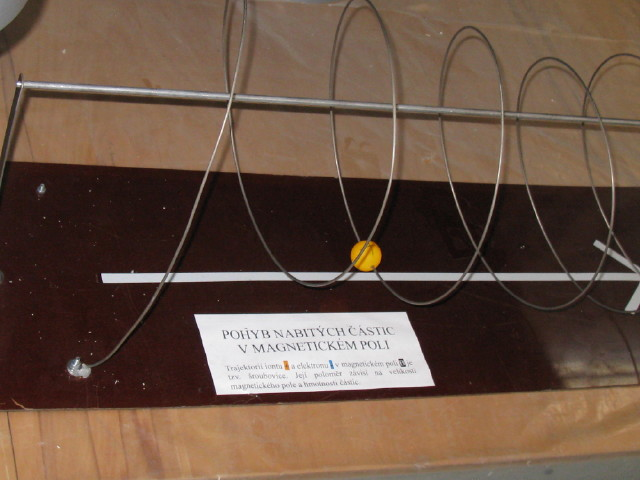 POHYB NABITÝCH ČÁSTIC
V MAGNETICKÉM POLI
Trajektorií iontu a elektronu v magnetickém poli je
tzv. šroubovice. Její poloměr závisí na velikosti
magnetického pole a hmotnosti částic.